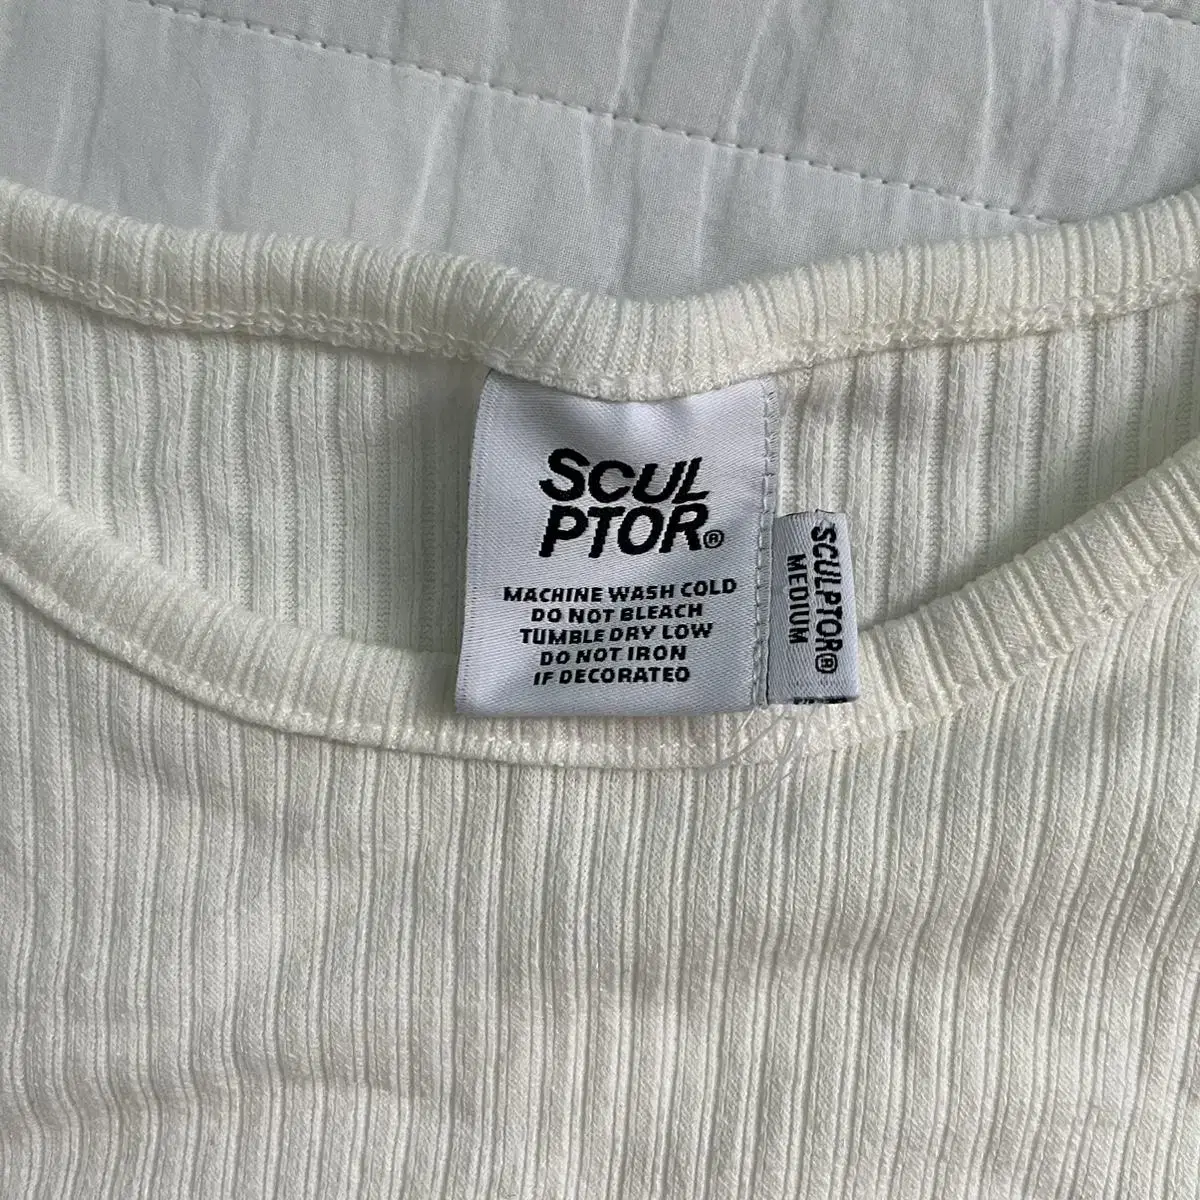 SCUL
PTOR®
MACHINE WASH COLD
DO NOT BLEACH
TUMBLE DRY LOW
DO NOT IRON
IF DECORATED
SCULPTOR®
MEDIUM